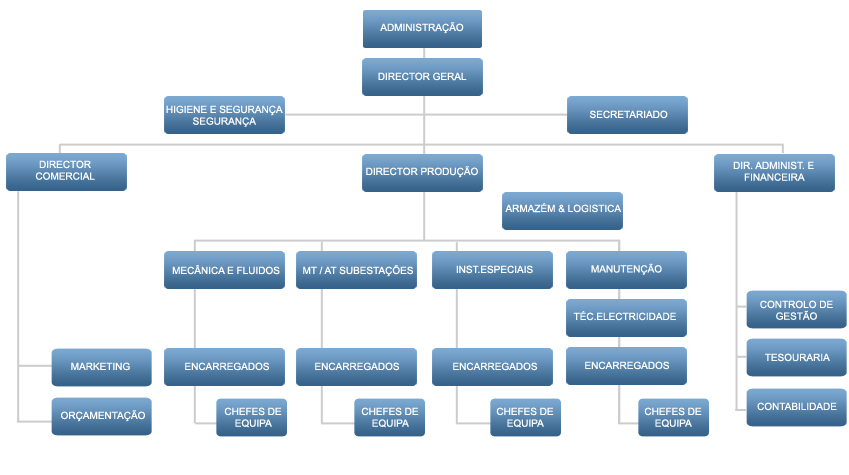 ADMINISTRAÇÃO
DIRECTOR GERAL
HIGIENE E SEGURANÇA
SEGURANÇA
SECRETARIADO
DIRECTOR
COMERCIAL
DIRECTOR PRODUÇÃO
DIR. ADMINIST. E
FINANCEIRA
ARMAZÉM & LOGISTICA
MECÂNICA E FLUIDOS
MT / AT SUBESTAÇÕES
INST.ESPECIAIS
MANUTENÇÃO
CONTROLO DE
GESTÃO
TÉC.ELECTRICIDADE
MARKETING
ENCARREGADOS
ENCARREGADOS
ENCARREGADOS
ENCARREGADOS
TESOURARIA
ORÇAMENTAÇÃO
CHEFES DE
EQUIPA
CHEFES DE
EQUIPA
CHEFES DE
EQUIPA
CHEFES DE
EQUIPA
CONTABILIDADE